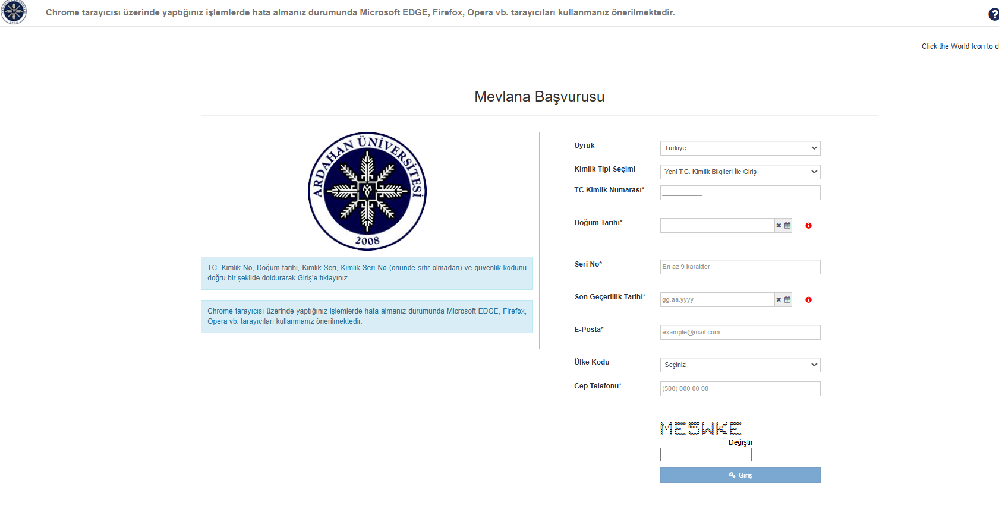 Chrome tarayıcısı üzerinde yaptığınız işlemlerde hata almanız durumunda Microsoft EDGE, Firefox, Opera vb. tarayıcıları kullanmanız önerilmektedir.
?
Click the World Icon to c
Mevlana Başvurusu
ARDAHAN ÜNİVERSİTESİ
2008
TC. Kimlik No, Doğum tarihi, Kimlik Seri, Kimlik Seri No (önünde sıfır olmadan) ve güvenlik kodunu
doğru bir şekilde doldurarak Giriş'e tıklayınız.
Chrome tarayıcısı üzerinde yaptığınız işlemlerde hata almanız durumunda Microsoft EDGE, Firefox,
Opera vb. tarayıcıları kullanmanız önerilmektedir.
Uyruk Türkiye
Kimlik Tipi Seçimi Yeni T.C. Kimlik Bilgileri İle Giriş
TC Kimlik Numarası* ___________
Doğum Tarihi*
Seri No* En az 9 karakter
Son Geçerlilik Tarihi* gg.aa.yyyy
E-Posta* example@mail.com
Ülke Kodu Seçiniz
Cep Telefonu* (500) 000 00 00
ME5WKE
Değiştir
Giriş